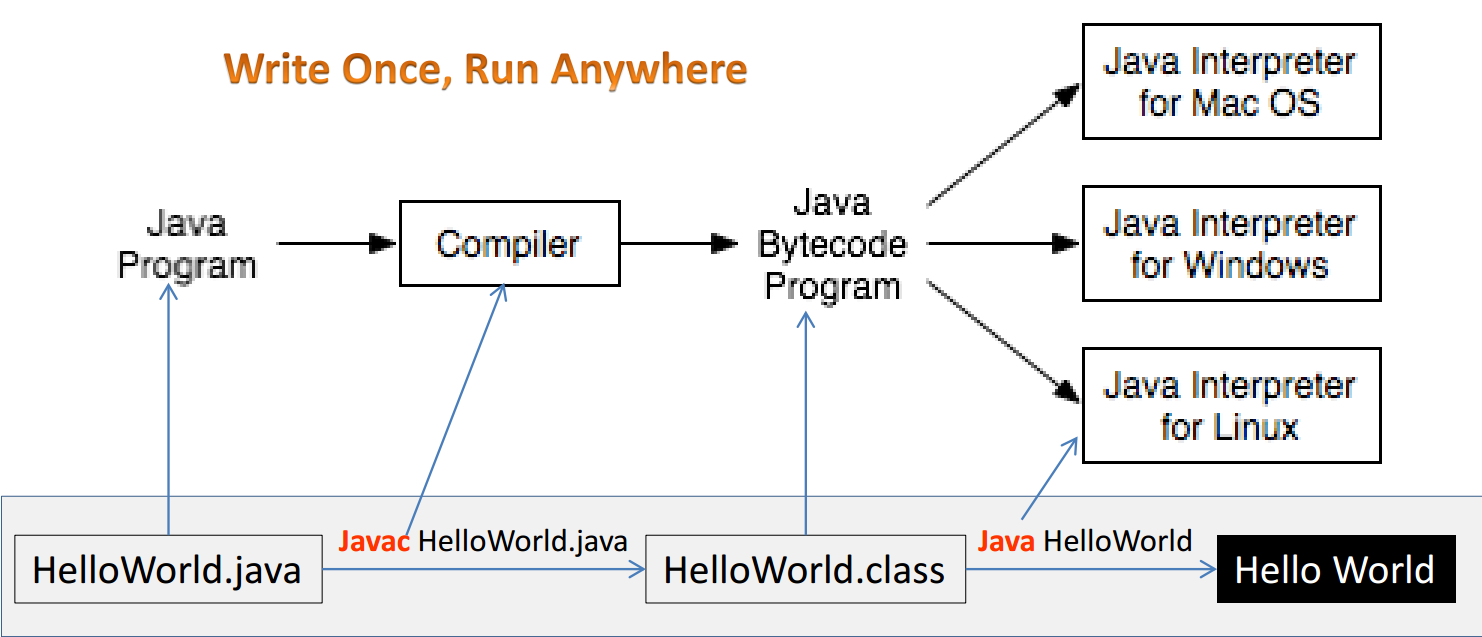 Write Once, Run Anywhere
Java Interpreter
for Mac OS
Java
Program
Compiler
Java
Bytecode
Program
Java Interpreter
for Windows
Java Interpreter
for Linux
HelloWorld.java
Javac HelloWorld.java
HelloWorld.class
Java HelloWorld
Hello World